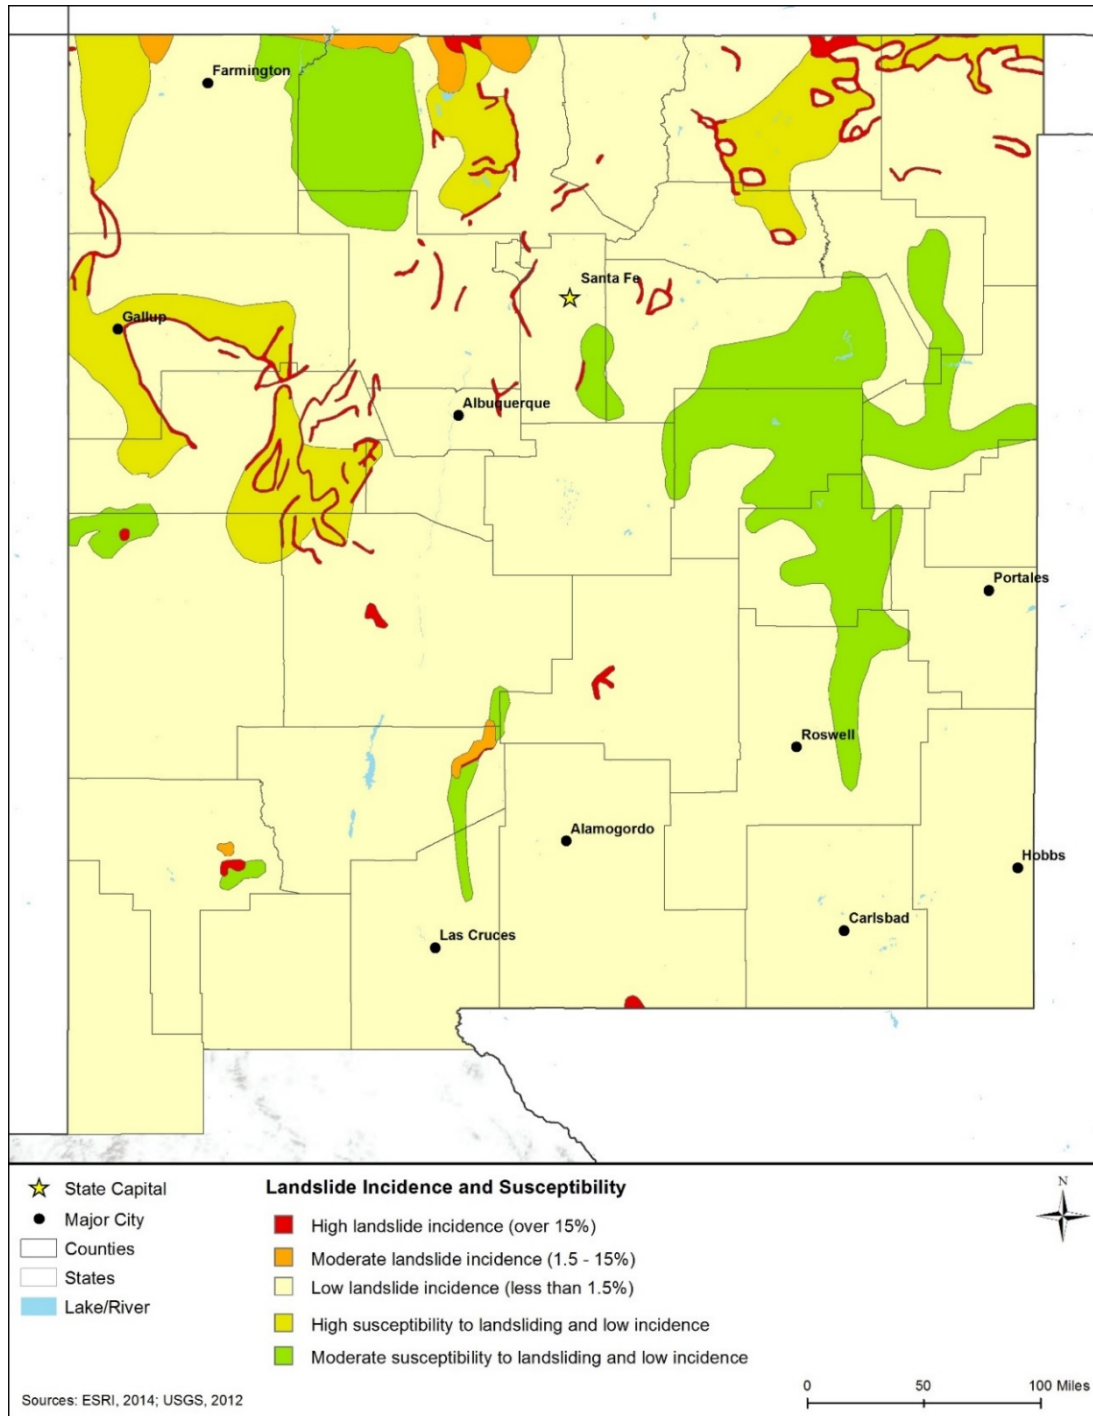 Farmington
Santa Fe
Gallup
Albuquerque
Portales
Roswell
Alamogordo
Hobbs
Carlsbad
Las Cruces
State Capital
Major City
Counties
States
Lake/River
Landslide Incidence and Susceptibility
High landslide incidence (over 15%)
Moderate landslide incidence (1.5 - 15%)
Low landslide incidence (less than 1.5%)
High susceptibility to landsliding and low incidence
Moderate susceptibility to landsliding and low incidence
N
Sources: ESRI, 2014; USGS, 2012
0 50 100 Miles